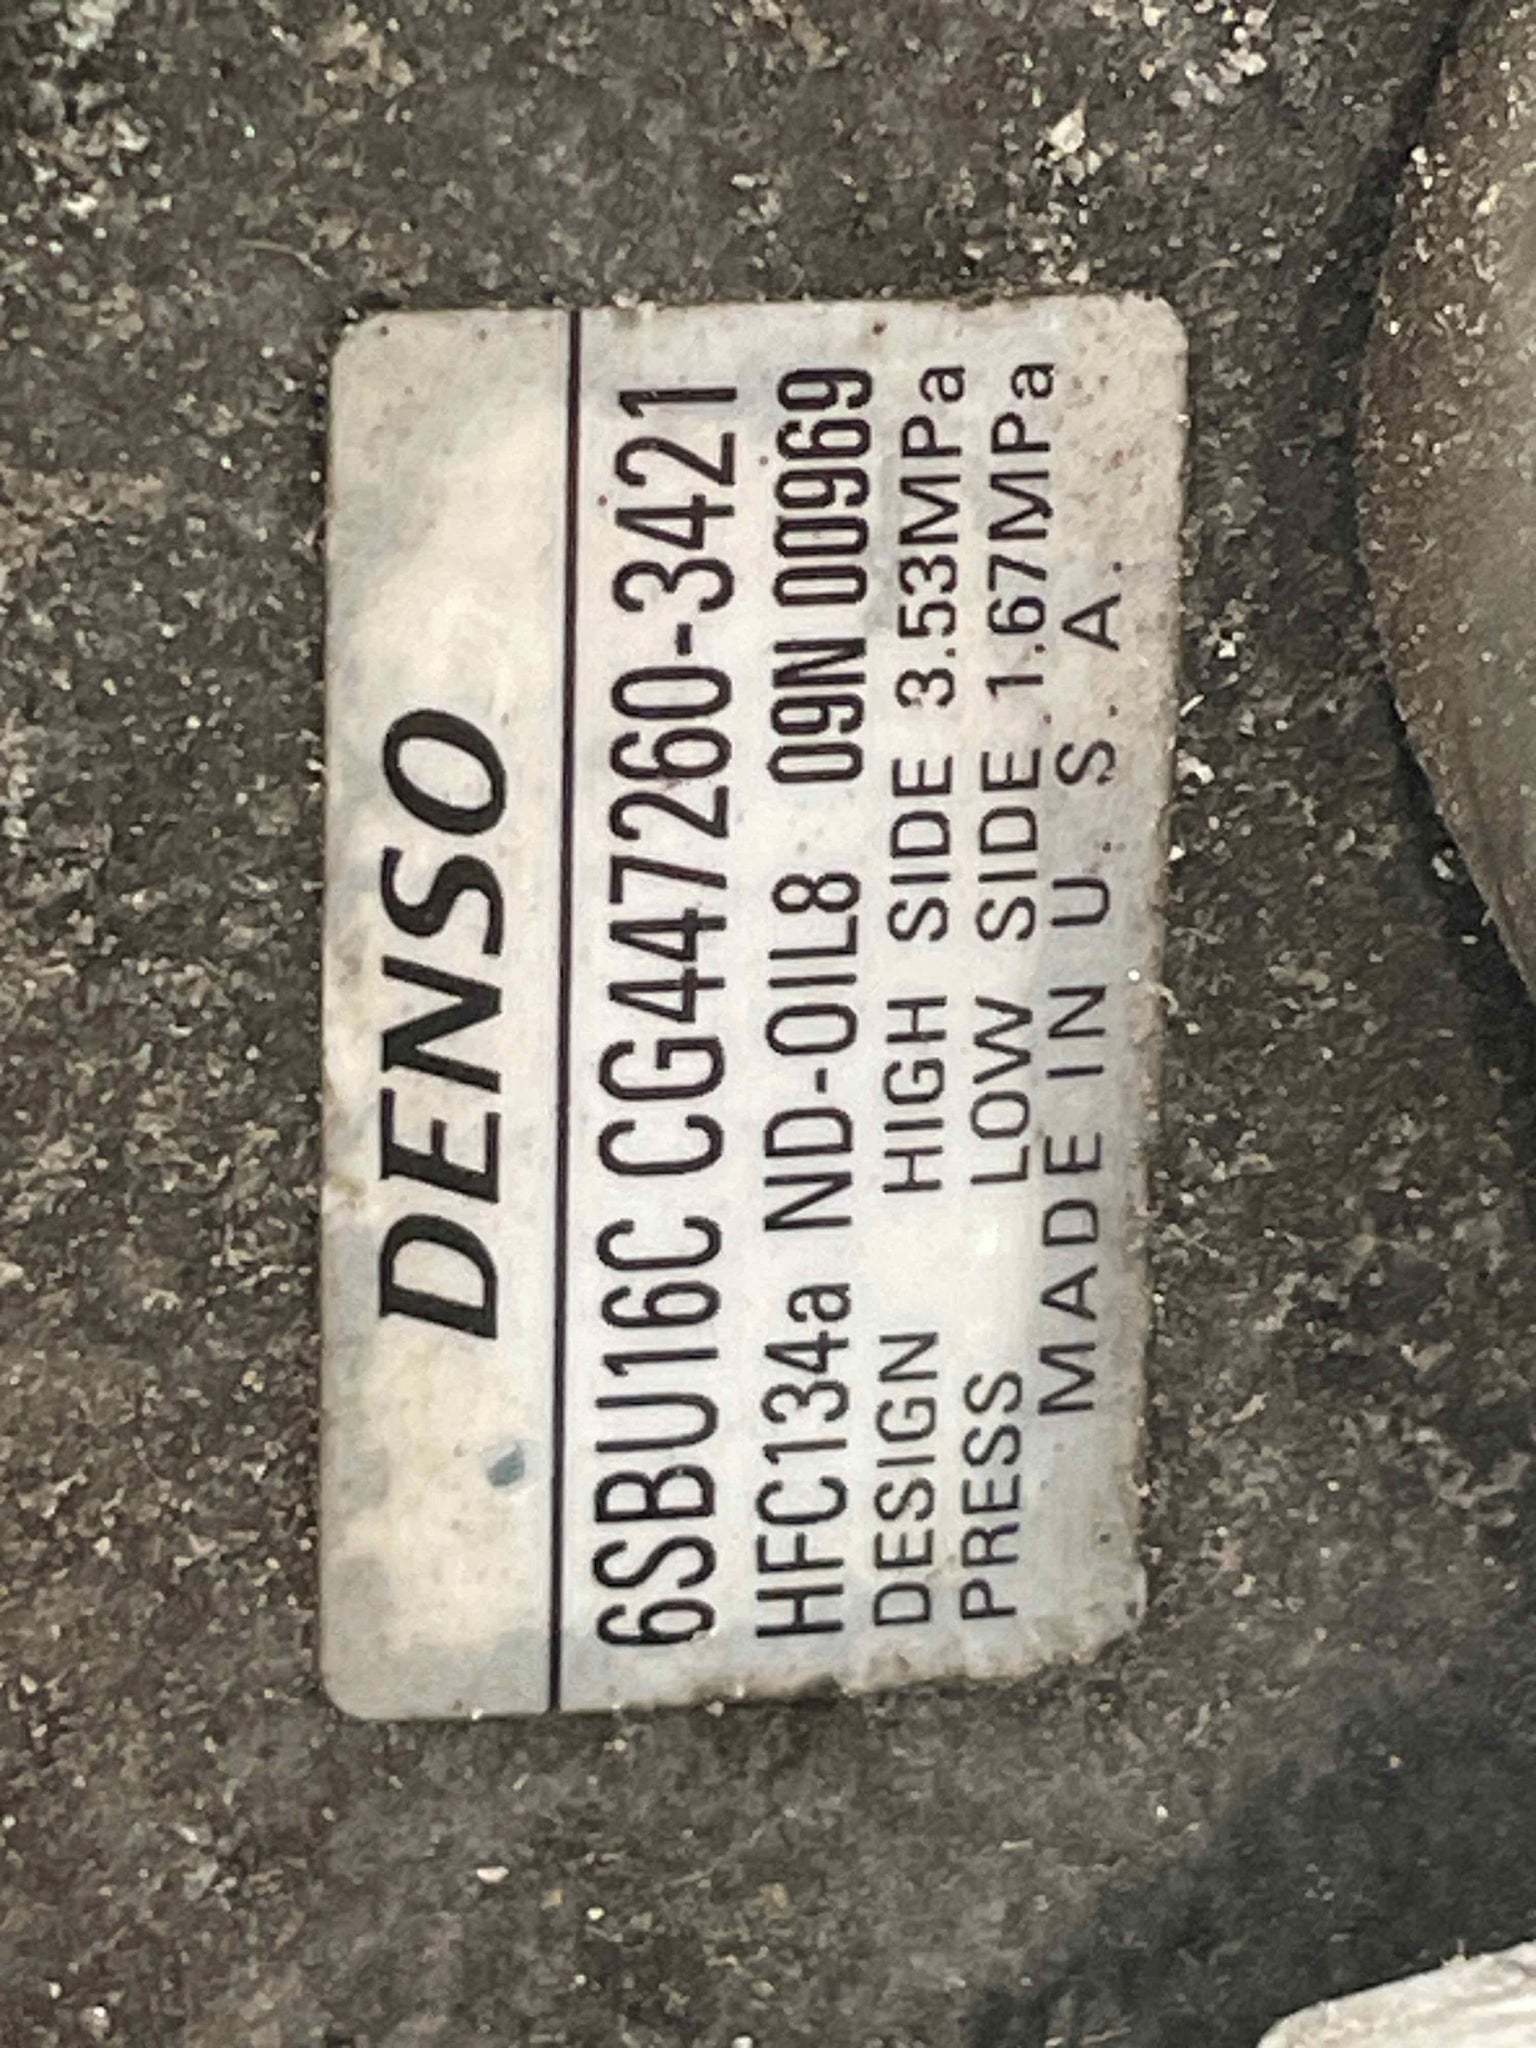 DENSO
6SBU16C CG447260-3421
HFC134a ND-OIL8 09N 00969
DESIGN HIGH SIDE 3.53MPa
PRESS LOW SIDE 1.67MPa
MADE IN U.S.A.